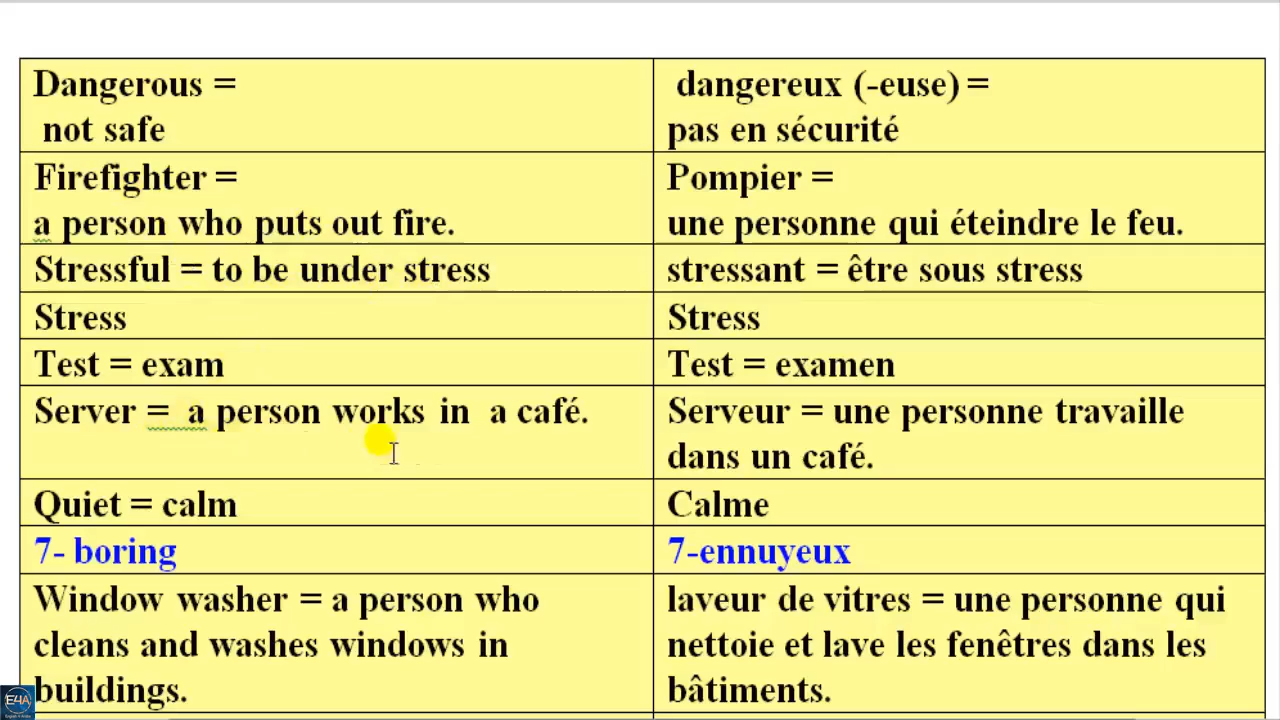 Dangerous =
not safe
dangereux (-euse) =
pas en sécurité
Firefighter =
a person who puts out fire.
Pompier =
une personne qui éteindre le feu.
Stressful = to be under stress
stressant = être sous stress
Stress
Stress
Test = exam
Test = examen
Server = a person works in a café.
Serveur = une personne travaille
dans un café.
Quiet = calm
Calme
7- boring
7-ennuyeux
Window washer = a person who
cleans and washes windows in
buildings.
laveur de vitres = une personne qui
nettoie et lave les fenêtres dans les
bâtiments.
E4A